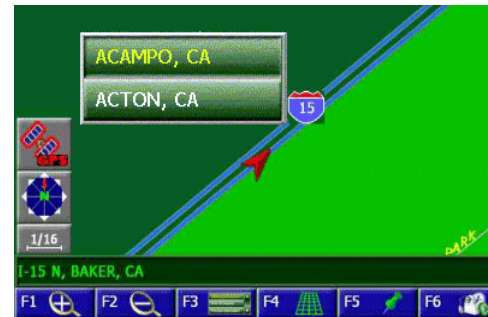 ACAMPO, CA
ACTON, CA
15
GPS
N
1/16
PARK
I-15 N, BAKER, CA
F1 F2 F3 F4 F5 F6